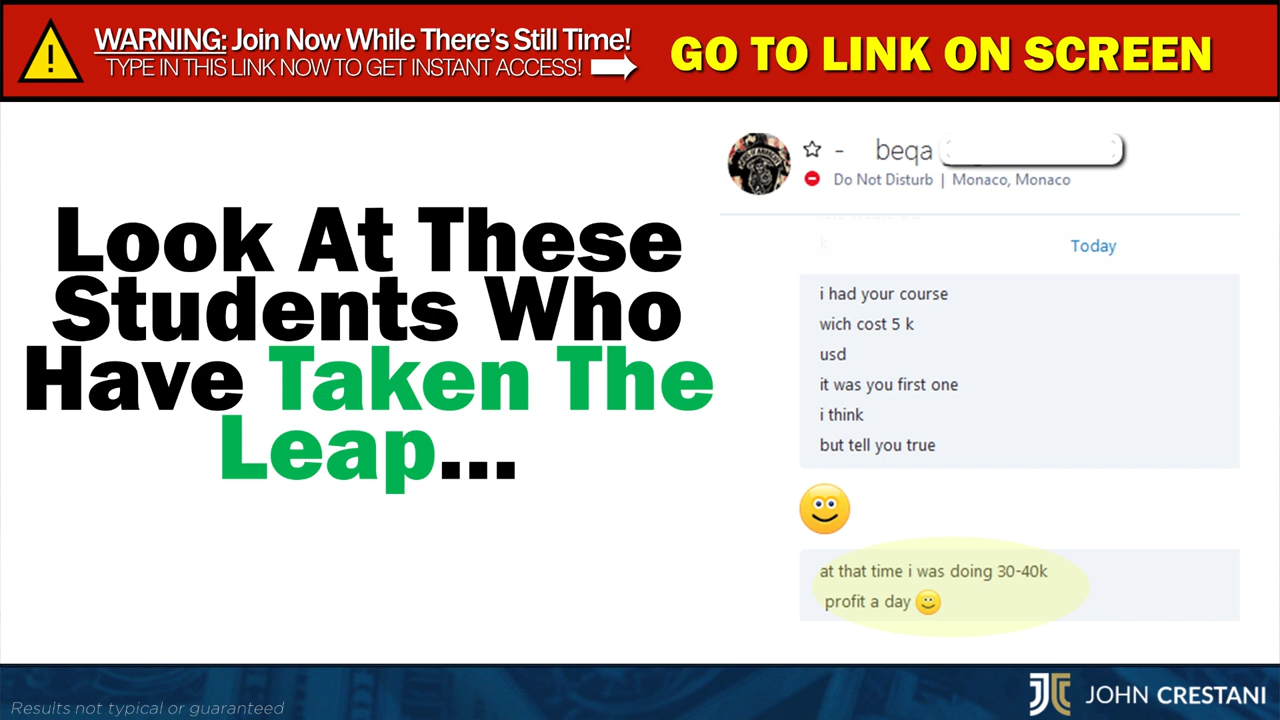 WARNING: Join Now While There's Still Time!
TYPE IN THIS LINK NOW TO GET INSTANT ACCESS!
GO TO LINK ON SCREEN
Look At These
Students Who
Have Taken The
Leap...
- beqa
Do Not Disturb | Monaco, Monaco
Today
i had your course
wich cost 5 k
usd
it was you first one
i think
but tell you true
at that time i was doing 30-40k
profit a day
Results not typical or guaranteed
JOHN CRESTANI